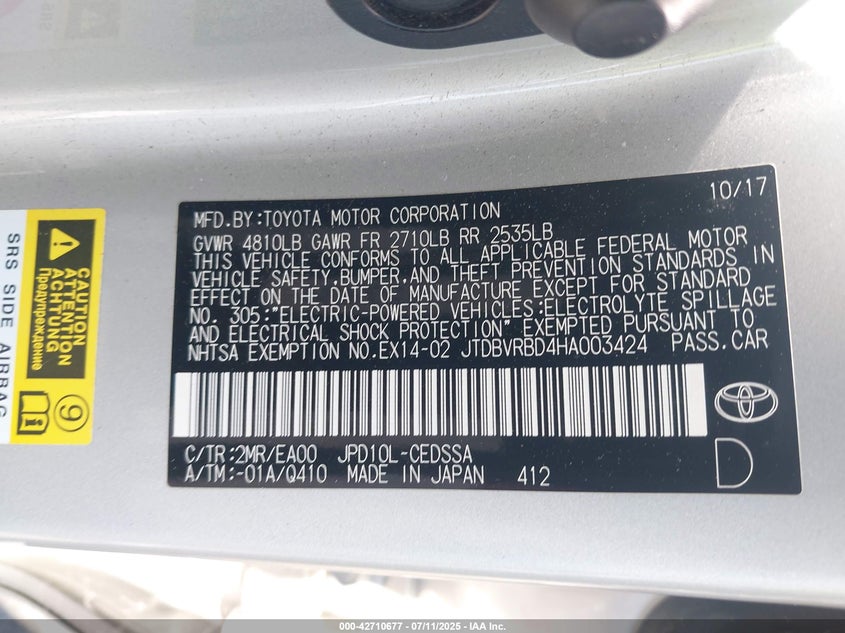 10/17
MFD.BY:TOYOTA MOTOR CORPORATION
GVWR 4810LB GAWR FR 2710LB RR 2535LB
THIS VEHICLE CONFORMS TO ALL APPLICABLE FEDERAL MOTOR
VEHICLE SAFETY,BUMPER,AND THEFT PREVENTION STANDARDS IN
EFFECT ON THE DATE OF MANUFACTURE EXCEPT FOR STANDARD
NO. 305:"ELECTRIC-POWERED VEHICLES:ELECTROLYTE SPILLAGE
AND ELECTRICAL SHOCK PROTECTION" EXEMPTED PURSUANT TO
NHTSA EXEMPTION NO.EX14-02 JTDBVRBD4HA003424 PASS.CAR
C/TR:2MR/EA00 JPD10L-CEDSSA
A/TM:-01A/Q410 MADE IN JAPAN 412
D
SRS SIDE AIRBAG
CAUTION
ATTENTION
ACHTUNG
Предупреждение
9
000-42710677 - 07/11/2025 - IAA Inc.